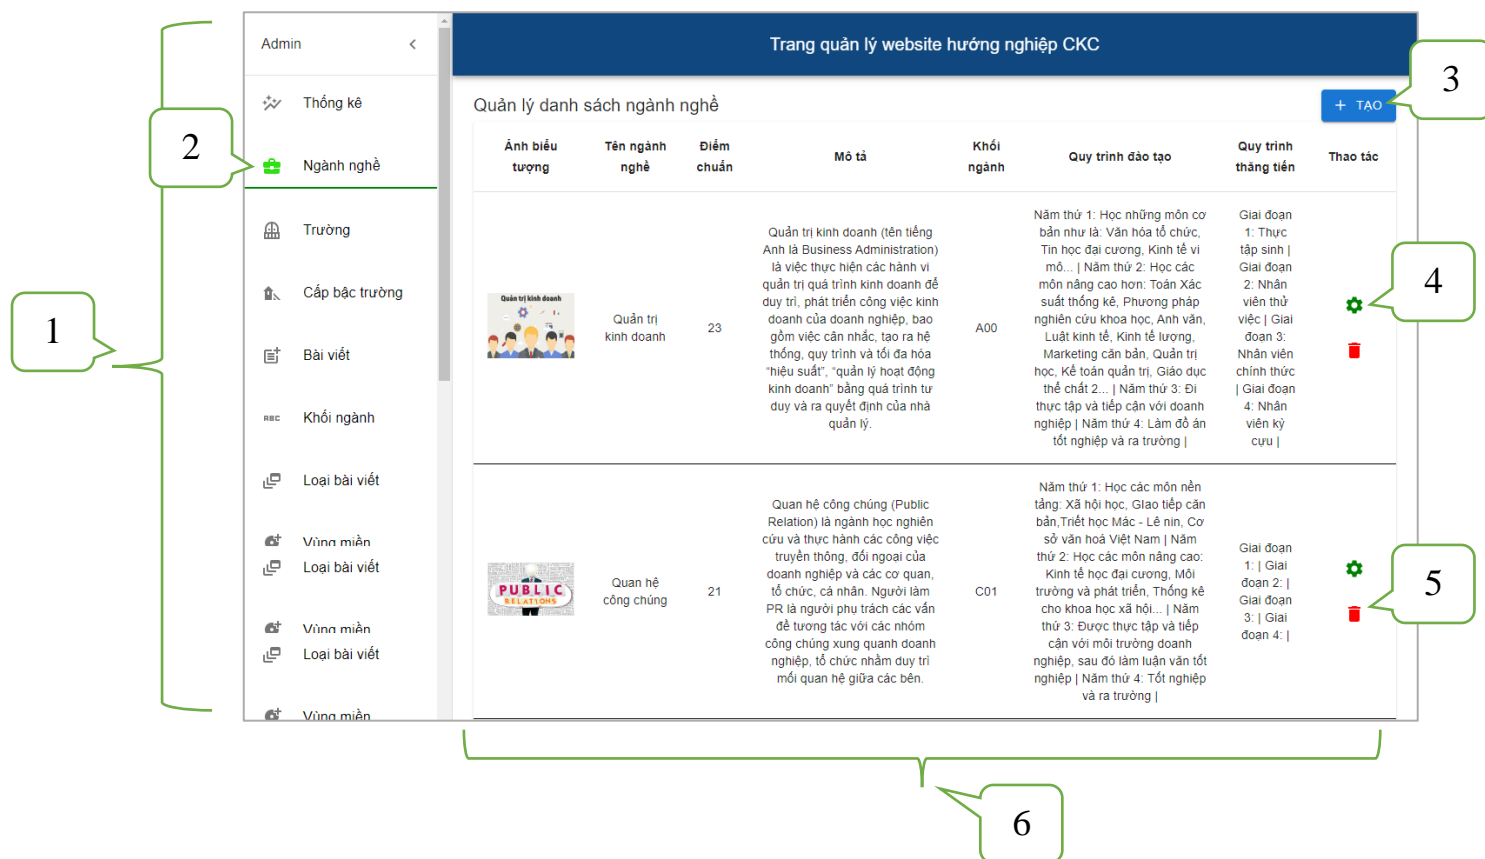 Admin
Trang quản lý website hướng nghiệp CKC
3
Thống kê
Quản lý danh sách ngành nghề
+ TẠO
2
Ngành nghề
Ảnh biểu
tượng
Tên ngành
nghề
Điểm
chuẩn
Mô tả
Khối
ngành
Quy trình đào tạo
Quy trình
thăng tiến
Thao tác
Trường
Cấp bậc trường
1
Bài viết
ABC
Khối ngành
Loại bài viết
Vùng miền
Loại bài viết
Vùng miền
Loại bài viết
Vùng miền
Quản trị kinh doanh
Quản trị
kinh doanh
23
Quản trị kinh doanh (tên tiếng
Anh là Business Administration)
là việc thực hiện các hành vi
quản trị quá trình kinh doanh để
duy trì, phát triển công việc kinh
doanh của doanh nghiệp, bao
gồm việc cân nhắc, tạo ra hệ
thống, quy trình và tối đa hóa
“hiệu suất”, “quản lý hoạt động
kinh doanh” bằng quá trình tư
duy và ra quyết định của nhà
quản lý.
A00
Năm thứ 1: Học những môn cơ
bản như là: Văn hóa tổ chức,
Tin học đại cương, Kinh tế vi
mô... | Năm thứ 2: Học các
môn nâng cao hơn: Toán Xác
suất thống kê, Phương pháp
nghiên cứu khoa học, Anh văn,
Luật kinh tế, Kinh tế lượng,
Marketing căn bản, Quản trị
học, Kế toán quản trị, Giáo dục
thể chất 2... | Năm thứ 3: Đi
thực tập và tiếp cận với doanh
nghiệp | Năm thứ 4: Làm đồ án
tốt nghiệp và ra trường |
Giai đoạn
1: Thực
tập sinh |
Giai đoạn
2: Nhân
viên thử
việc | Giai
đoạn 3:
Nhân viên
chính thức
| Giai đoạn
4: Nhân
viên kỳ
cựu |
4
PUBLIC
RELATIONS
Quan hệ
công chúng
21
Quan hệ công chúng (Public
Relation) là ngành học nghiên
cứu và thực hành các công việc
truyền thông, đối ngoại của
doanh nghiệp và các cơ quan,
tổ chức, cá nhân. Người làm
PR là người phụ trách các vấn
đề tương tác với các nhóm
công chúng xung quanh doanh
nghiệp, tổ chức nhằm duy trì
mối quan hệ giữa các bên.
C01
Năm thứ 1: Học các môn nền
tảng: Xã hội học, GIao tiếp căn
bản,Triết học Mác - Lê nin, Cơ
sở văn hoá Việt Nam | Năm
thứ 2: Học các môn nâng cao:
Kinh tế học đại cương, Môi
trường và phát triển, Thống kê
cho khoa học xã hội... | Năm
thứ 3: Được thực tập và tiếp
cận với môi trường doanh
nghiệp, sau đó làm luận văn tốt
nghiệp | Năm thứ 4: Tốt nghiệp
và ra trường |
Giai đoạn
1: | Giai
đoạn 2: |
Giai đoạn
3: | Giai
đoạn 4: |
5
6